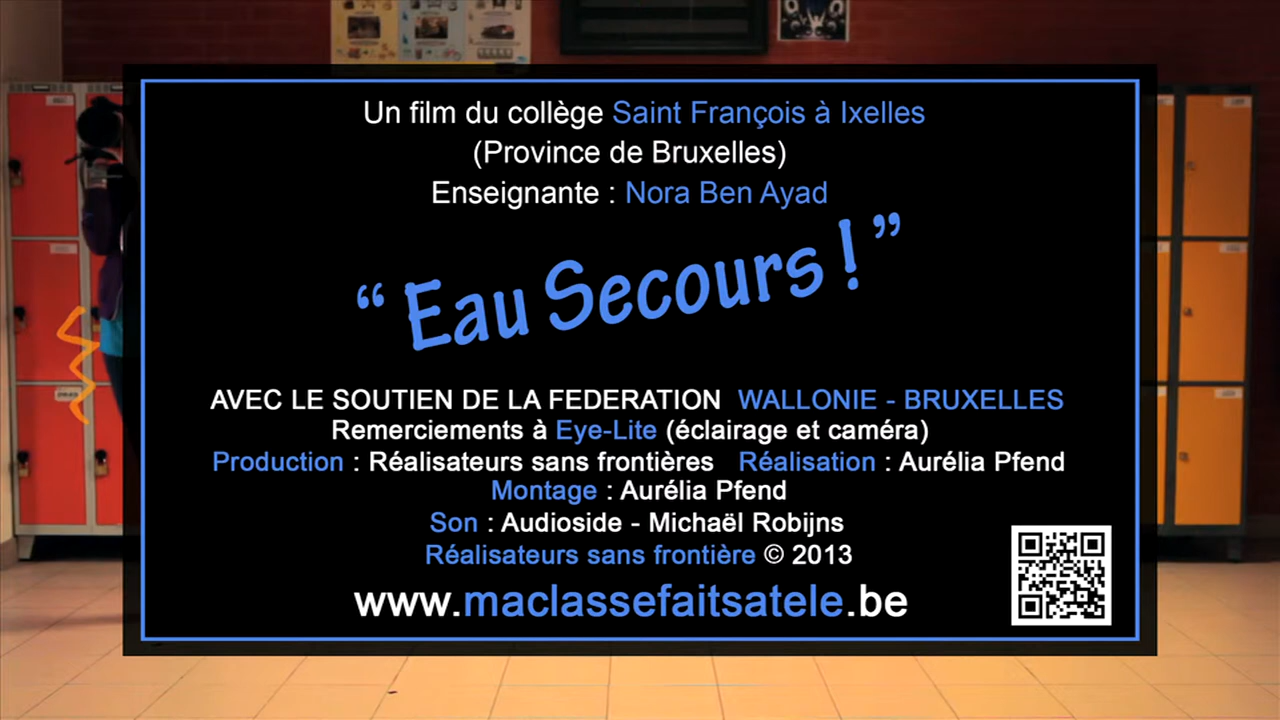 Un film du collège Saint François à Ixelles
(Province de Bruxelles)
Enseignante : Nora Ben Ayad
“ Eau Secours ! ”
AVEC LE SOUTIEN DE LA FEDERATION WALLONIE - BRUXELLES
Remerciements à Eye-Lite (éclairage et caméra)
Production : Réalisateurs sans frontières Réalisation : Aurélia Pfend
Montage : Aurélia Pfend
Son : Audioside - Michaël Robijns
Réalisateurs sans frontière © 2013
www.maclassefaitsatele.be